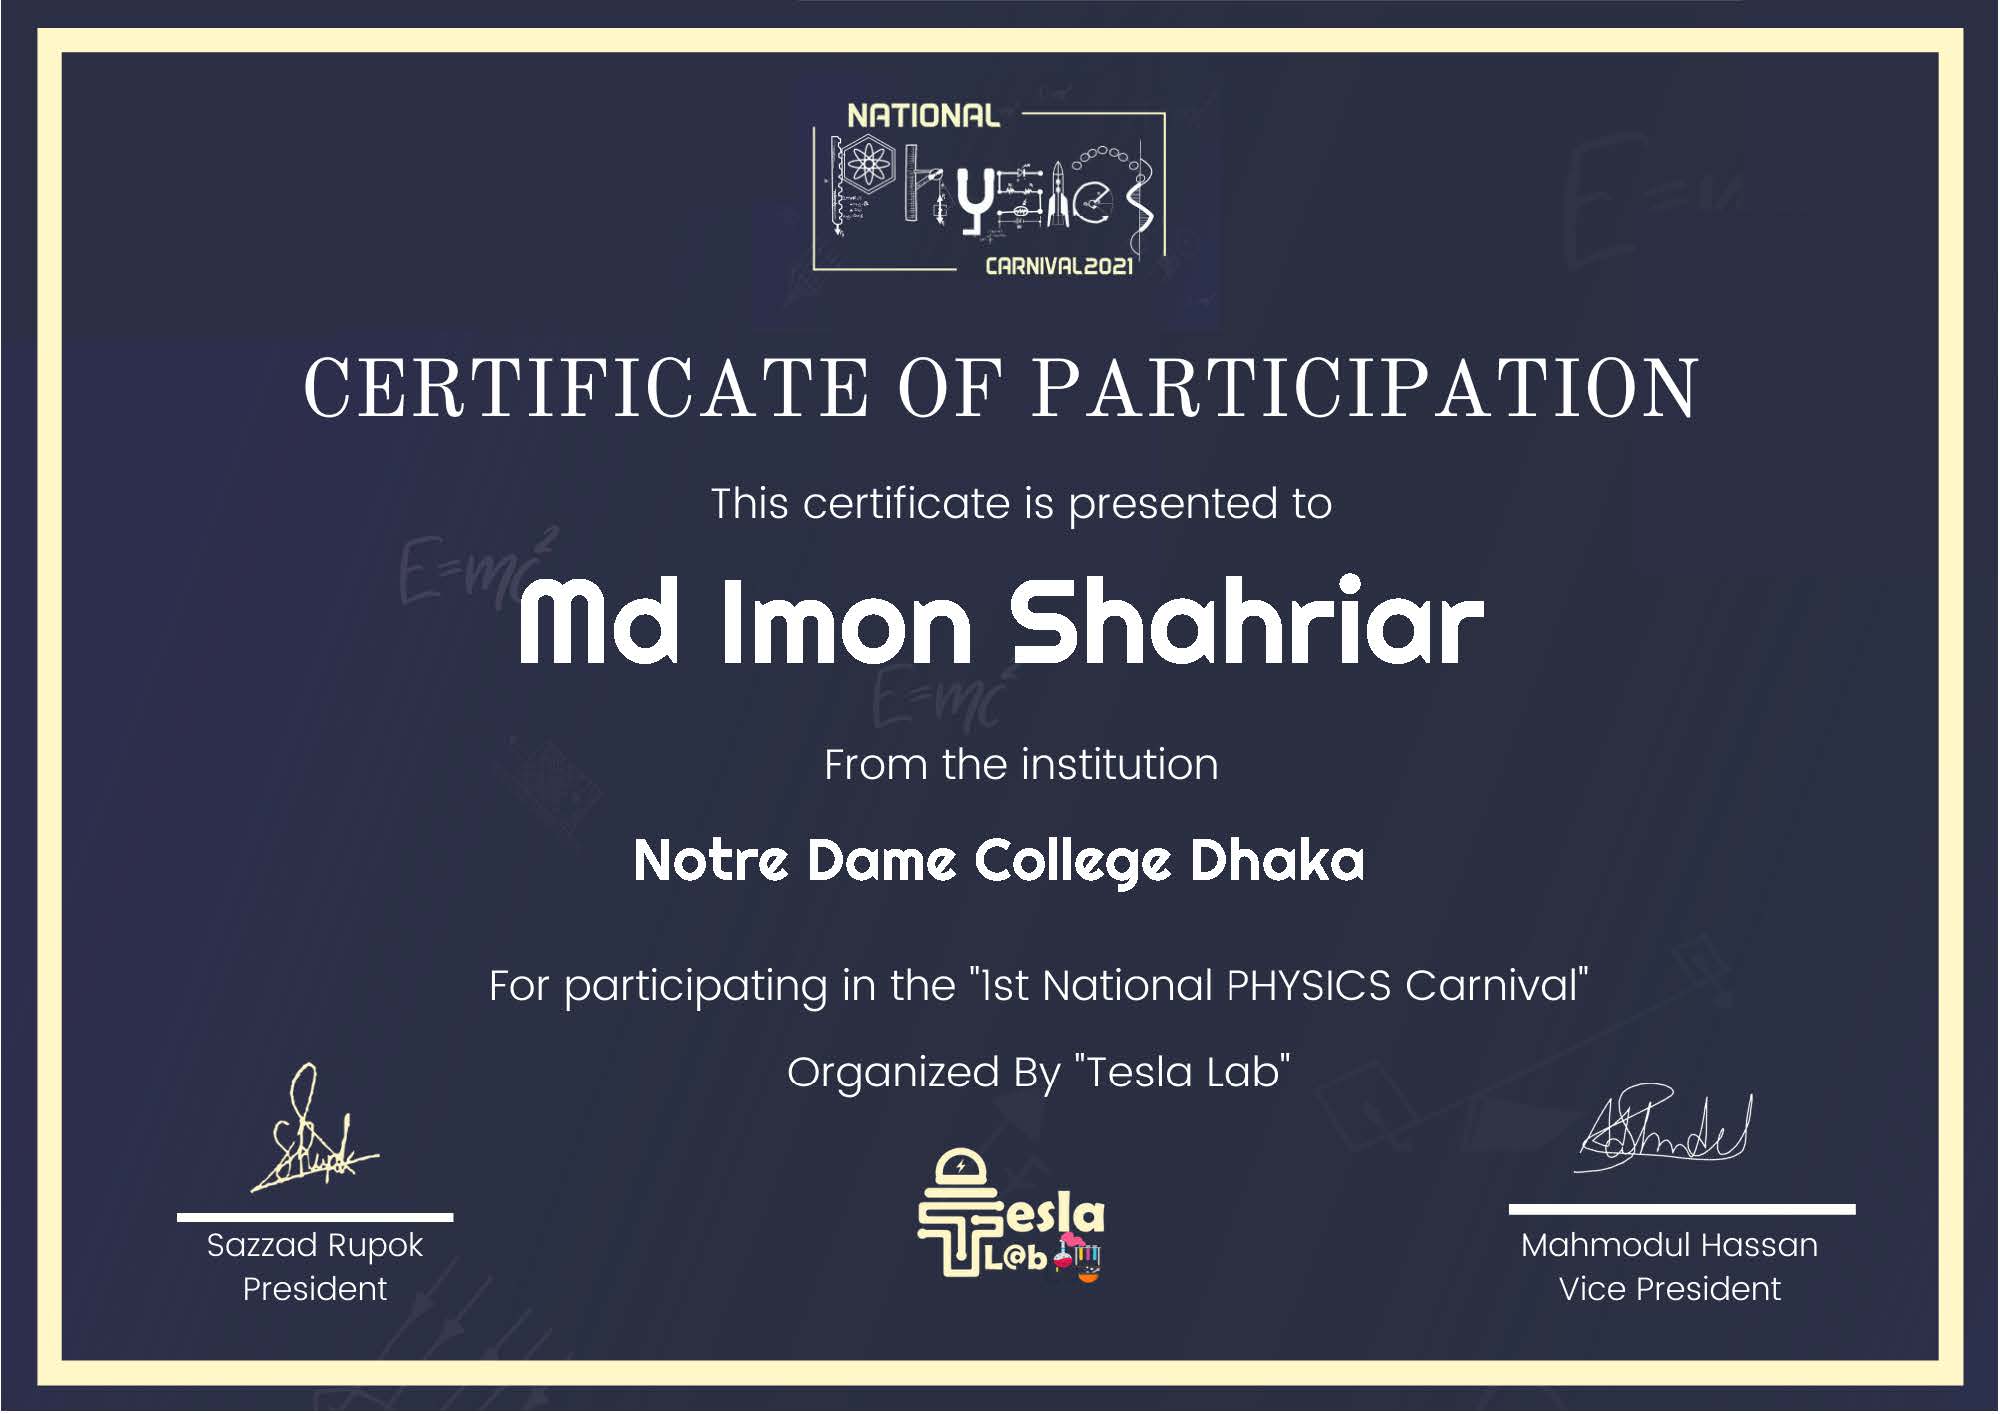 NATIONAL
Physics
CARNIVAL2021
CERTIFICATE OF PARTICIPATION
This certificate is presented to
E=mc²
Md Imon Shahriar
E=mc²
From the institution
Notre Dame College Dhaka
For participating in the "1st National PHYSICS Carnival"
Organized By "Tesla Lab"
Tesla
L@b
Sazzad Rupok
President
Mahmodul Hassan
Vice President